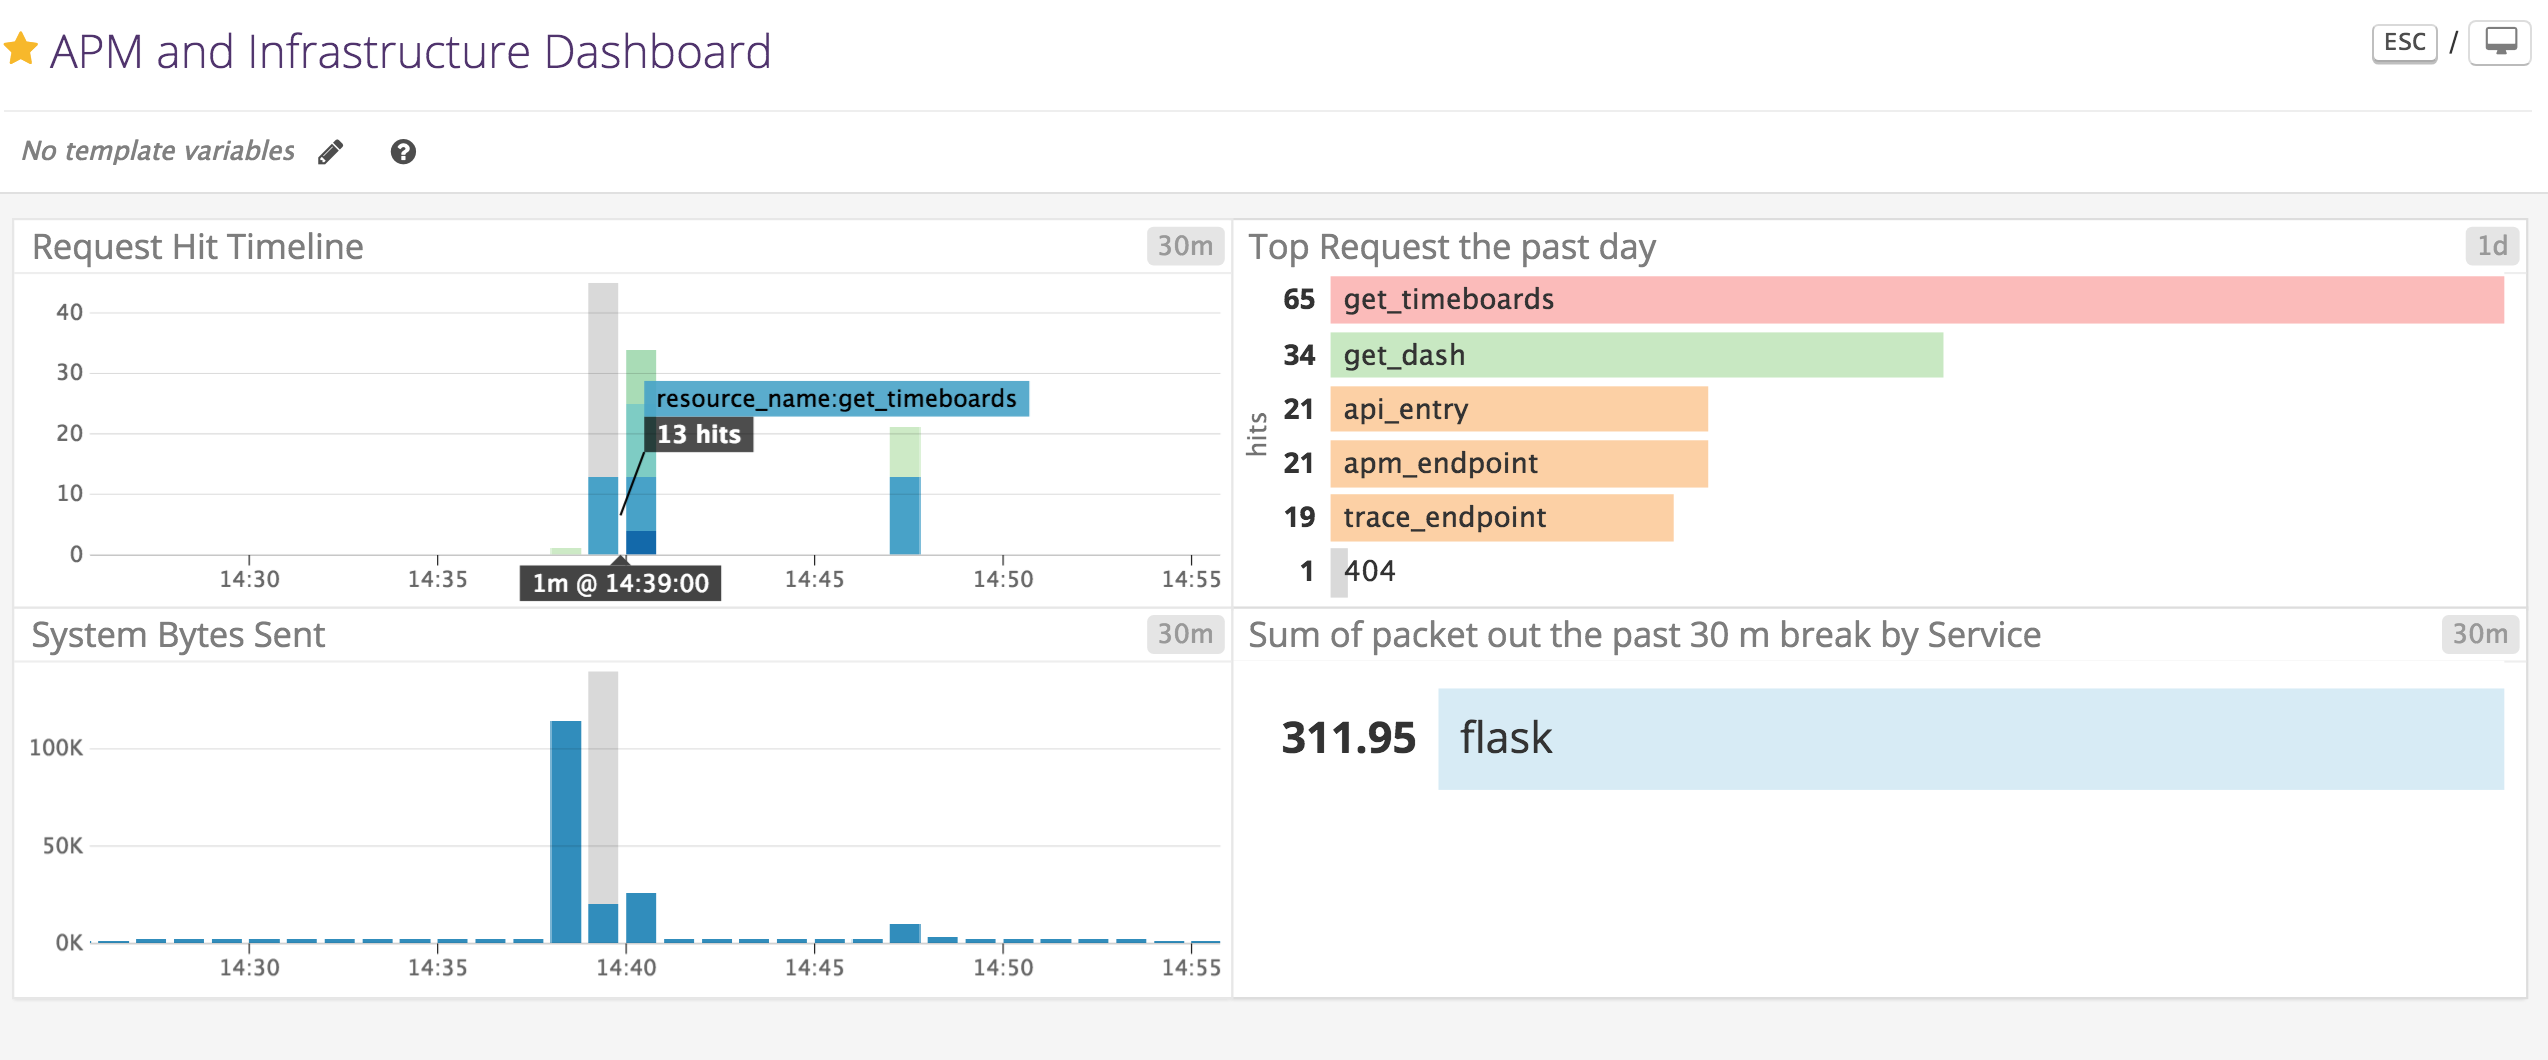 APM and Infrastructure Dashboard
ESC /
No template variables
Request Hit Timeline
30m
40
30
20
10
0
resource_name:get_timeboards
13 hits
14:30
14:35
1m @ 14:39:00
14:45
14:50
14:55
Top Request the past day
1d
hits
65 get_timeboards
34 get_dash
21 api_entry
21 apm_endpoint
19 trace_endpoint
1 404
System Bytes Sent
30m
100K
50K
0K
14:30
14:35
14:40
14:45
14:50
14:55
Sum of packet out the past 30 m break by Service
30m
311.95 flask